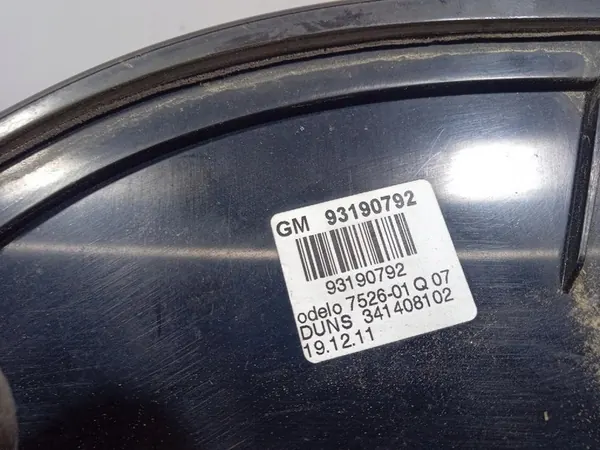 GM 93190792
93190792
odelo 7526-01 Q 07
DUNS 341408102
19.12.11